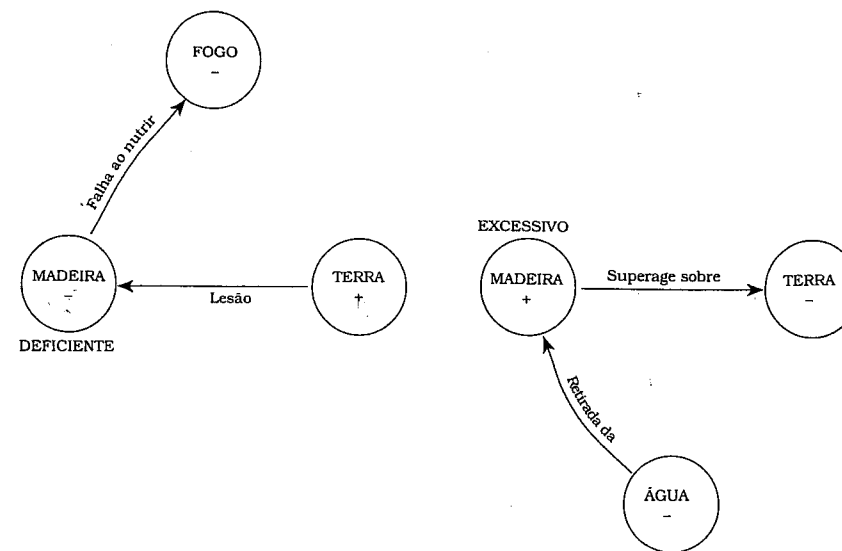 FOGO
–
Falha ao nutrir
MADEIRA
–
DEFICIENTE
Lesão
TERRA
+
EXCESSIVO
MADEIRA
+
Superage sobre
TERRA
–
Retirada da
ÁGUA
–